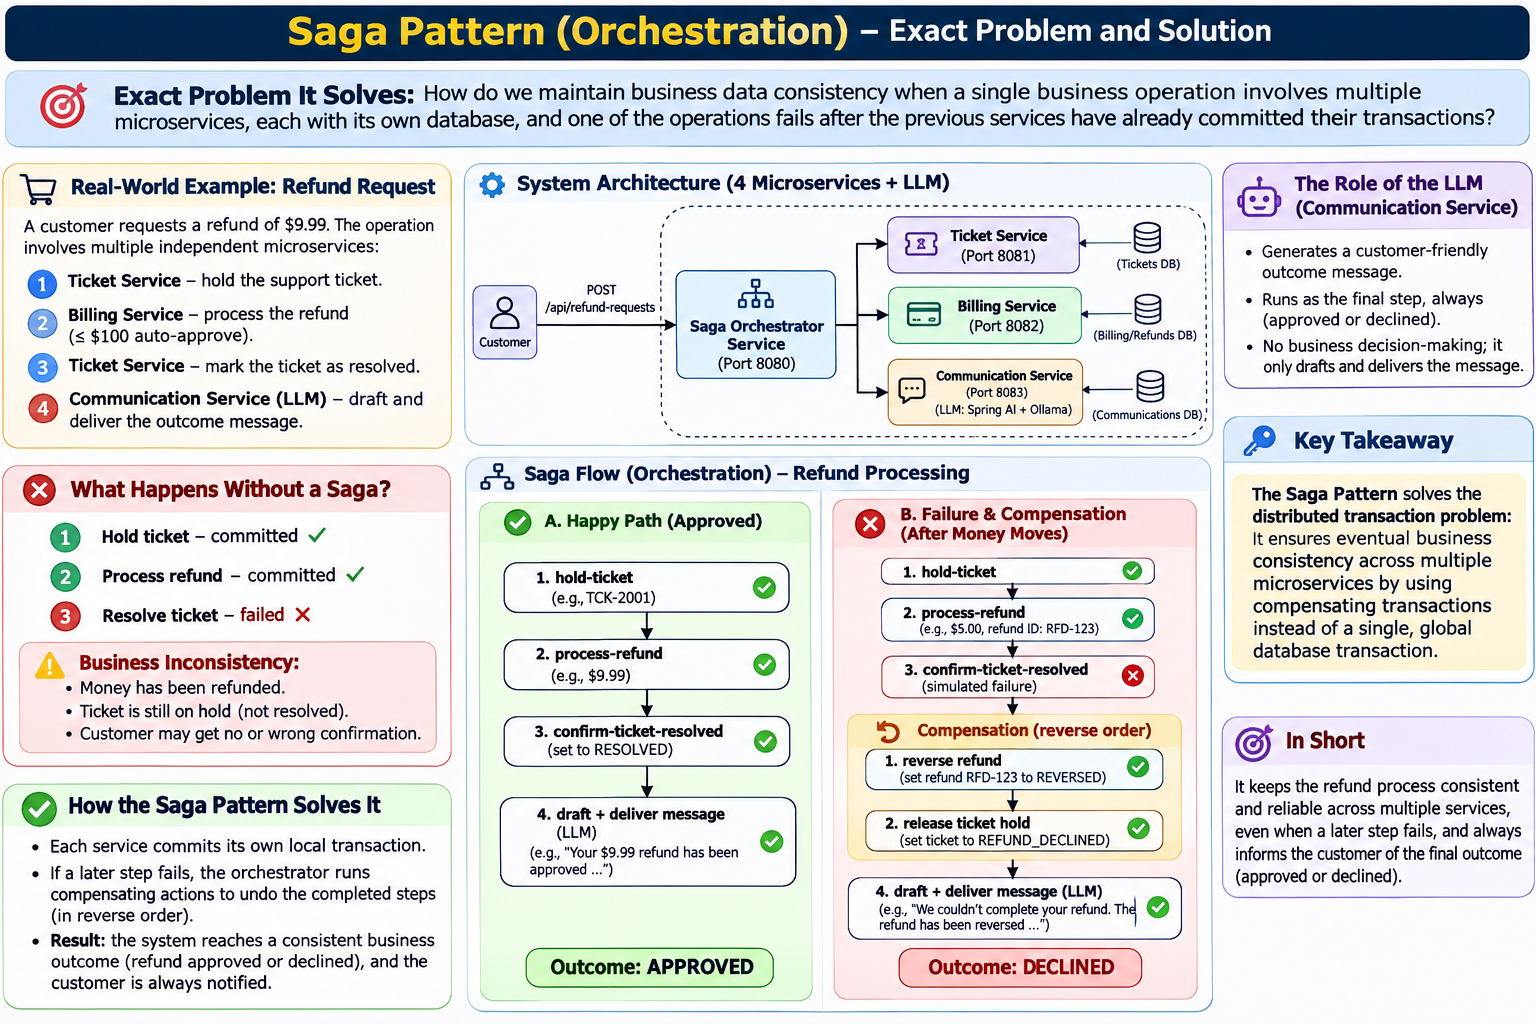 Saga Pattern (Orchestration) – Exact Problem and Solution
Exact Problem It Solves: How do we maintain business data consistency when a single business operation involves multiple
microservices, each with its own database, and one of the operations fails after the previous services have already committed their transactions?
Real-World Example: Refund Request
A customer requests a refund of $9.99. The operation
involves multiple independent microservices:
1 Ticket Service – hold the support ticket.
2 Billing Service – process the refund
(≤ $100 auto-approve).
3 Ticket Service – mark the ticket as resolved.
4 Communication Service (LLM) – draft and
deliver the outcome message.
What Happens Without a Saga?
1 Hold ticket – committed ✓
2 Process refund – committed ✓
3 Resolve ticket – failed ✗
Business Inconsistency:
• Money has been refunded.
• Ticket is still on hold (not resolved).
• Customer may get no or wrong confirmation.
How the Saga Pattern Solves It
• Each service commits its own local transaction.
• If a later step fails, the orchestrator runs
compensating actions to undo the completed steps
(in reverse order).
• Result: the system reaches a consistent business
outcome (refund approved or declined), and the
customer is always notified.
System Architecture (4 Microservices + LLM)
Customer
POST
/api/refund-requests
Saga Orchestrator
Service
(Port 8080)
Ticket Service
(Port 8081)
(Tickets DB)
Billing Service
(Port 8082)
(Billing/Refunds DB)
Communication Service
(Port 8083)
(LLM: Spring AI + Ollama)
(Communications DB)
Saga Flow (Orchestration) – Refund Processing
A. Happy Path (Approved)
1. hold-ticket
(e.g., TCK-2001)
2. process-refund
(e.g., $9.99)
3. confirm-ticket-resolved
(set to RESOLVED)
4. draft + deliver message
(LLM)
(e.g., "Your $9.99 refund has been
approved ...")
Outcome: APPROVED
B. Failure & Compensation
(After Money Moves)
1. hold-ticket
2. process-refund
(e.g., $5.00, refund ID: RFD-123)
3. confirm-ticket-resolved
(simulated failure)
Compensation (reverse order)
1. reverse refund
(set refund RFD-123 to REVERSED)
2. release ticket hold
(set ticket to REFUND_DECLINED)
4. draft + deliver message (LLM)
(e.g., "We couldn't complete your refund. The
refund has been reversed ...")
Outcome: DECLINED
The Role of the LLM
(Communication Service)
• Generates a customer-friendly
outcome message.
• Runs as the final step, always
(approved or declined).
• No business decision-making; it
only drafts and delivers the message.
Key Takeaway
The Saga Pattern solves the
distributed transaction problem:
It ensures eventual business
consistency across multiple
microservices by using
compensating transactions
instead of a single, global
database transaction.
In Short
It keeps the refund process consistent
and reliable across multiple services,
even when a later step fails, and always
informs the customer of the final outcome
(approved or declined).